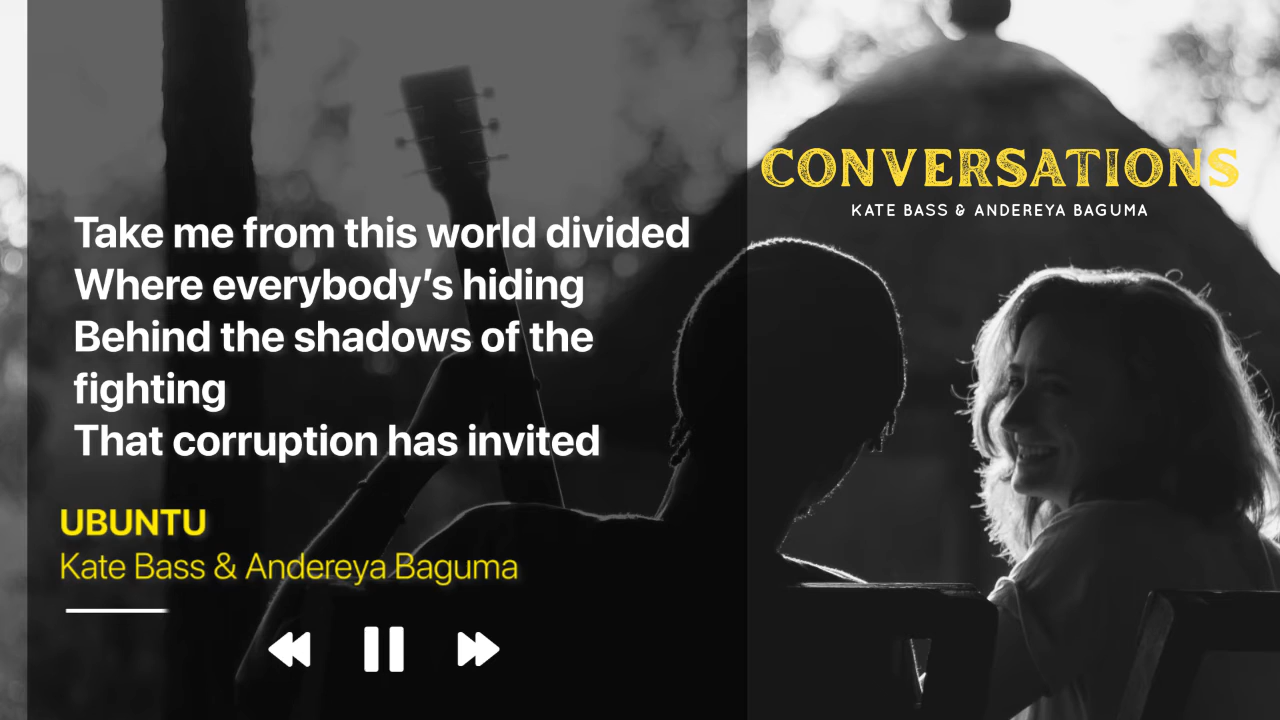 Take me from this world divided
Where everybody’s hiding
Behind the shadows of the
fighting
That corruption has invited
UBUNTU
Kate Bass & Andereya Baguma
CONVERSATIONS
KATE BASS & ANDEREYA BAGUMA